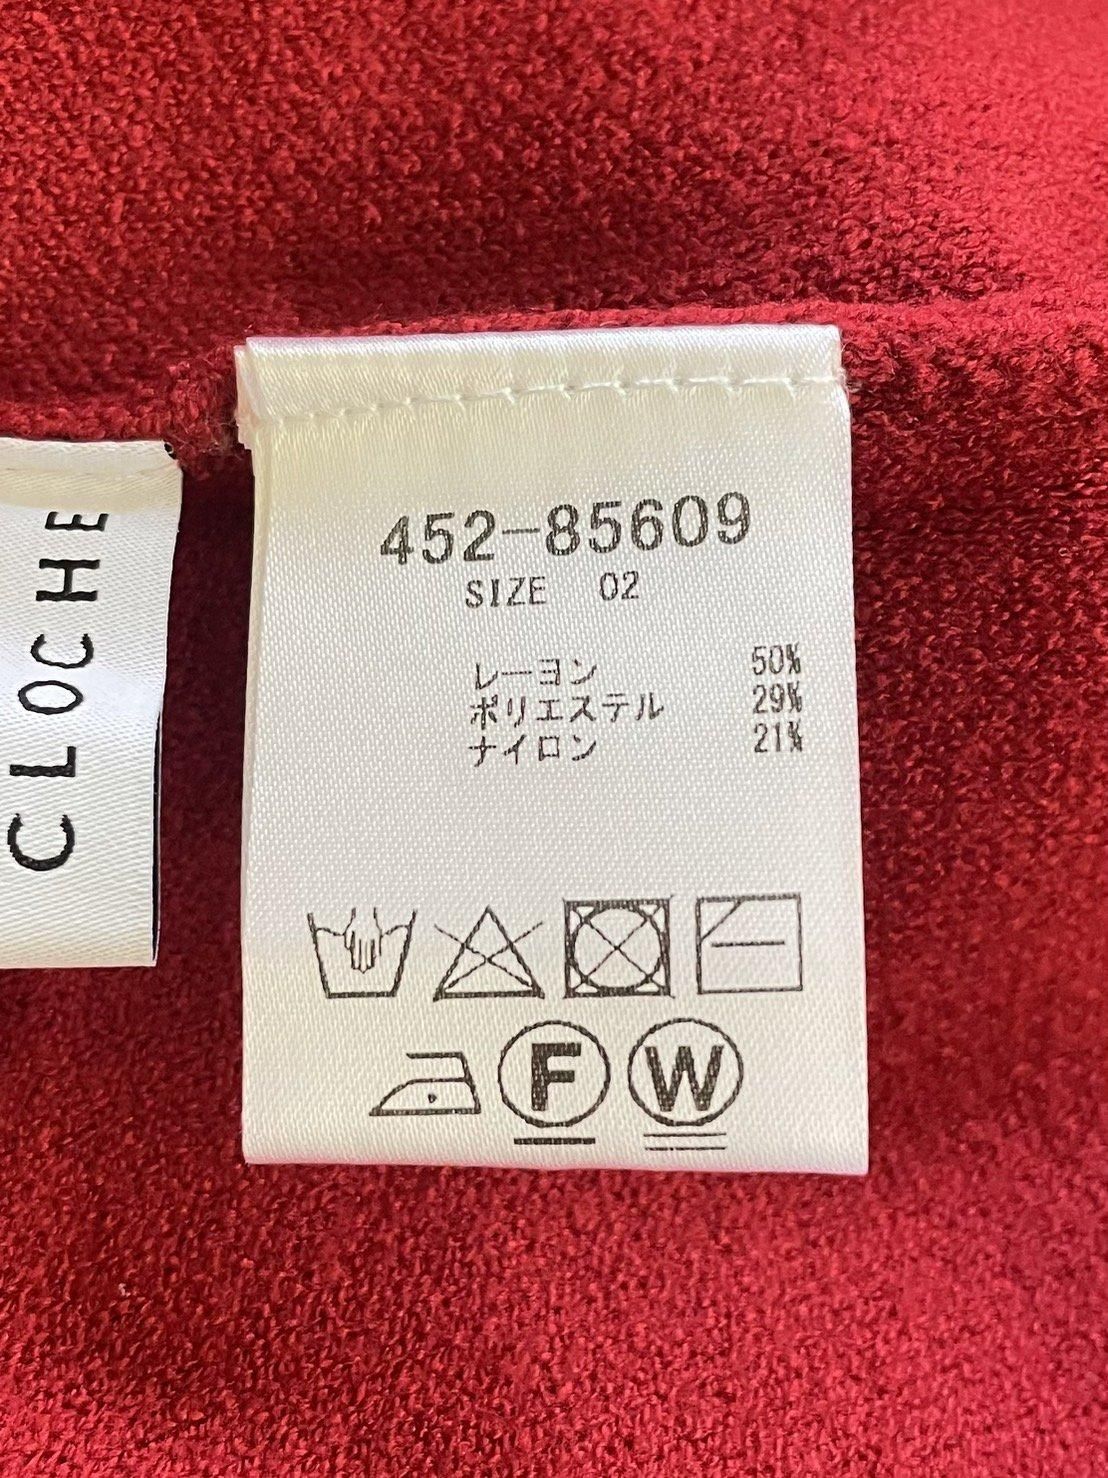 CLOCHE
452-85609
SIZE 02
レーヨン 50%
ポリエステル 29%
ナイロン 21%
F
W